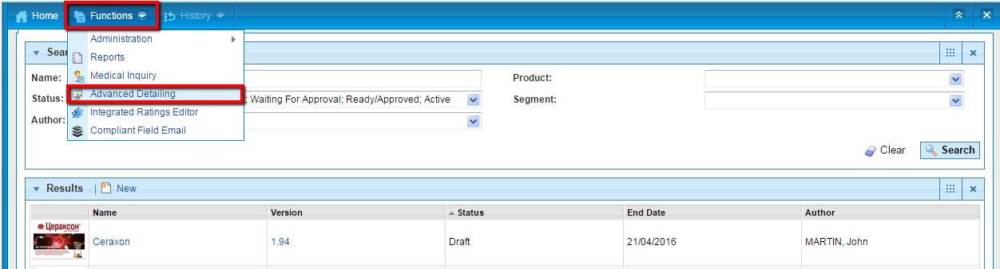 Home Functions History
Administration
Reports
Medical Inquiry
Advanced Detailing
Integrated Ratings Editor
Compliant Field Email
Sear
Name:
Product:
Status:
; Waiting For Approval; Ready/Approved; Active
Segment:
Author:
Clear Search
Results | New
Name Version Status End Date Author
Цераксон
Ceraxon 1.94 Draft 21/04/2016 MARTIN, John